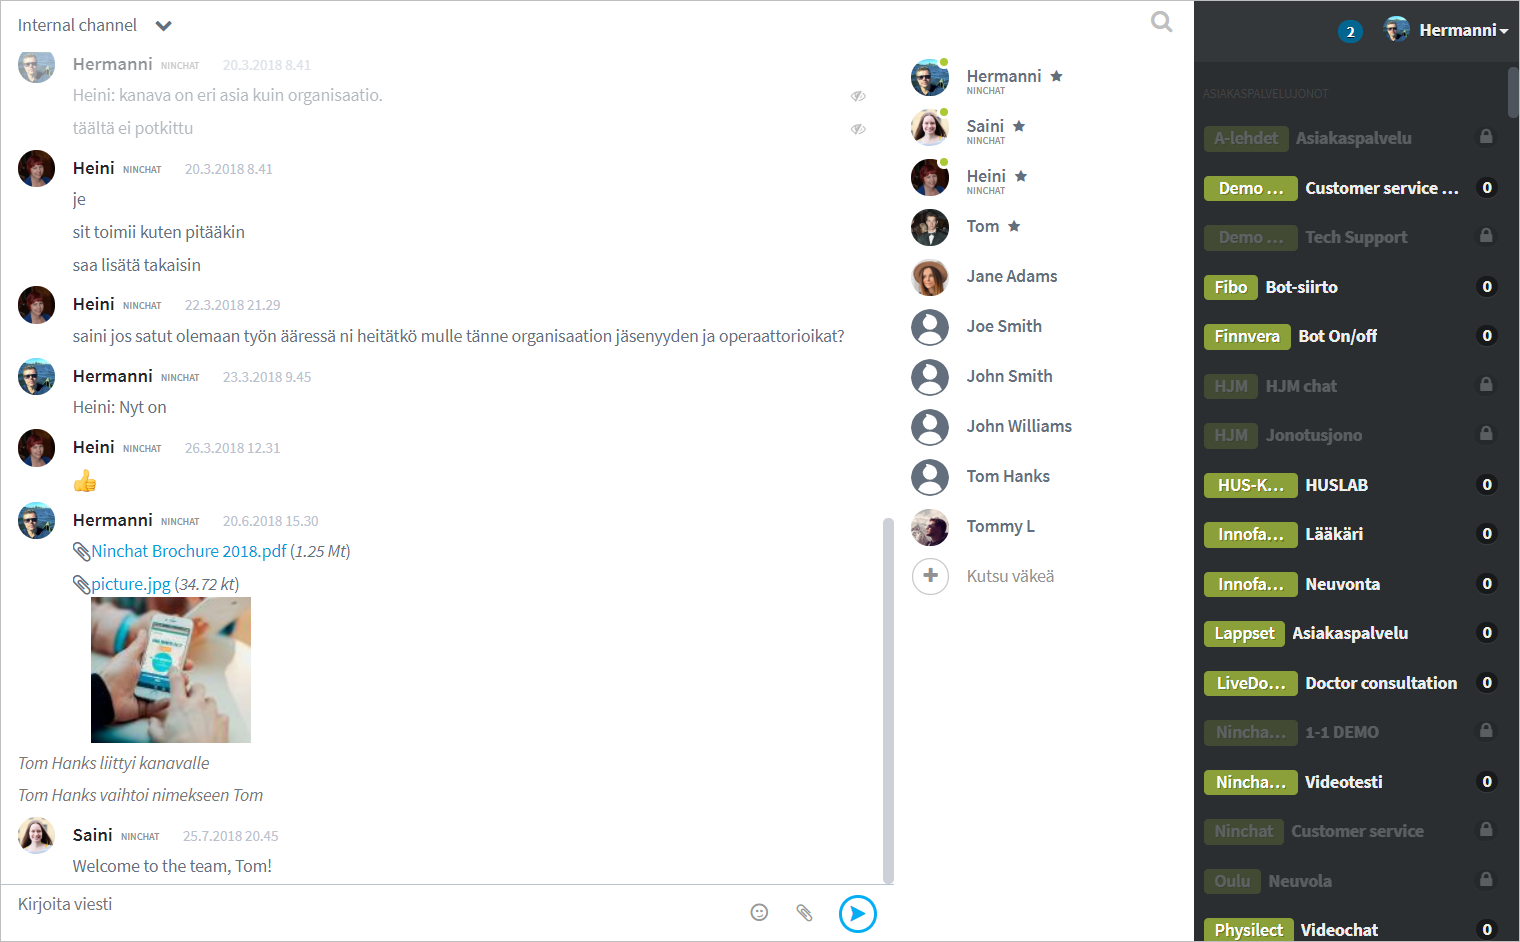 Internal channel
Hermanni NINCHAT 20.3.2018 8.41
Heini: kanava on eri asia kuin organisaatio.
täältä ei potkittu
Heini NINCHAT 20.3.2018 8.41
je
sit toimii kuten pitääkin
saa lisätä takaisin
Heini NINCHAT 22.3.2018 21.29
saini jos satut olemaan työn ääressä ni heitätkö mulle tänne organisaation jäsenyyden ja operaattorioikat?
Hermanni NINCHAT 23.3.2018 9.45
Heini: Nyt on
Heini NINCHAT 26.3.2018 12.31
👍
Hermanni NINCHAT 20.6.2018 15.30
Ninchat Brochure 2018.pdf (1.25 Mt)
picture.jpg (34.72 kt)
Tom Hanks liittyi kanavalle
Tom Hanks vaihtoi nimekseen Tom
Saini NINCHAT 25.7.2018 20.45
Welcome to the team, Tom!
Kirjoita viesti
Hermanni
NINCHAT
Saini
NINCHAT
Heini
NINCHAT
Tom
Jane Adams
Joe Smith
John Smith
John Williams
Tom Hanks
Tommy L
Kutsu väkeä
2 Hermanni
ASIAKASPALVELUJONOT
A-lehdet Asiakaspalvelu
Demo ... Customer service ... 0
Demo ... Tech Support
Fibo Bot-siirto 0
Finnvera Bot On/off 0
HJM HJM chat
HJM Jonotusjono
HUS-K... HUSLAB 0
Innofa... Lääkäri 0
Innofa... Neuvonta 0
Lappset Asiakaspalvelu 0
LiveDo... Doctor consultation 0
Nincha... 1-1 DEMO
Nincha... Videotesti 0
Ninchat Customer service
Oulu Neuvola
Physilect Videochat 0